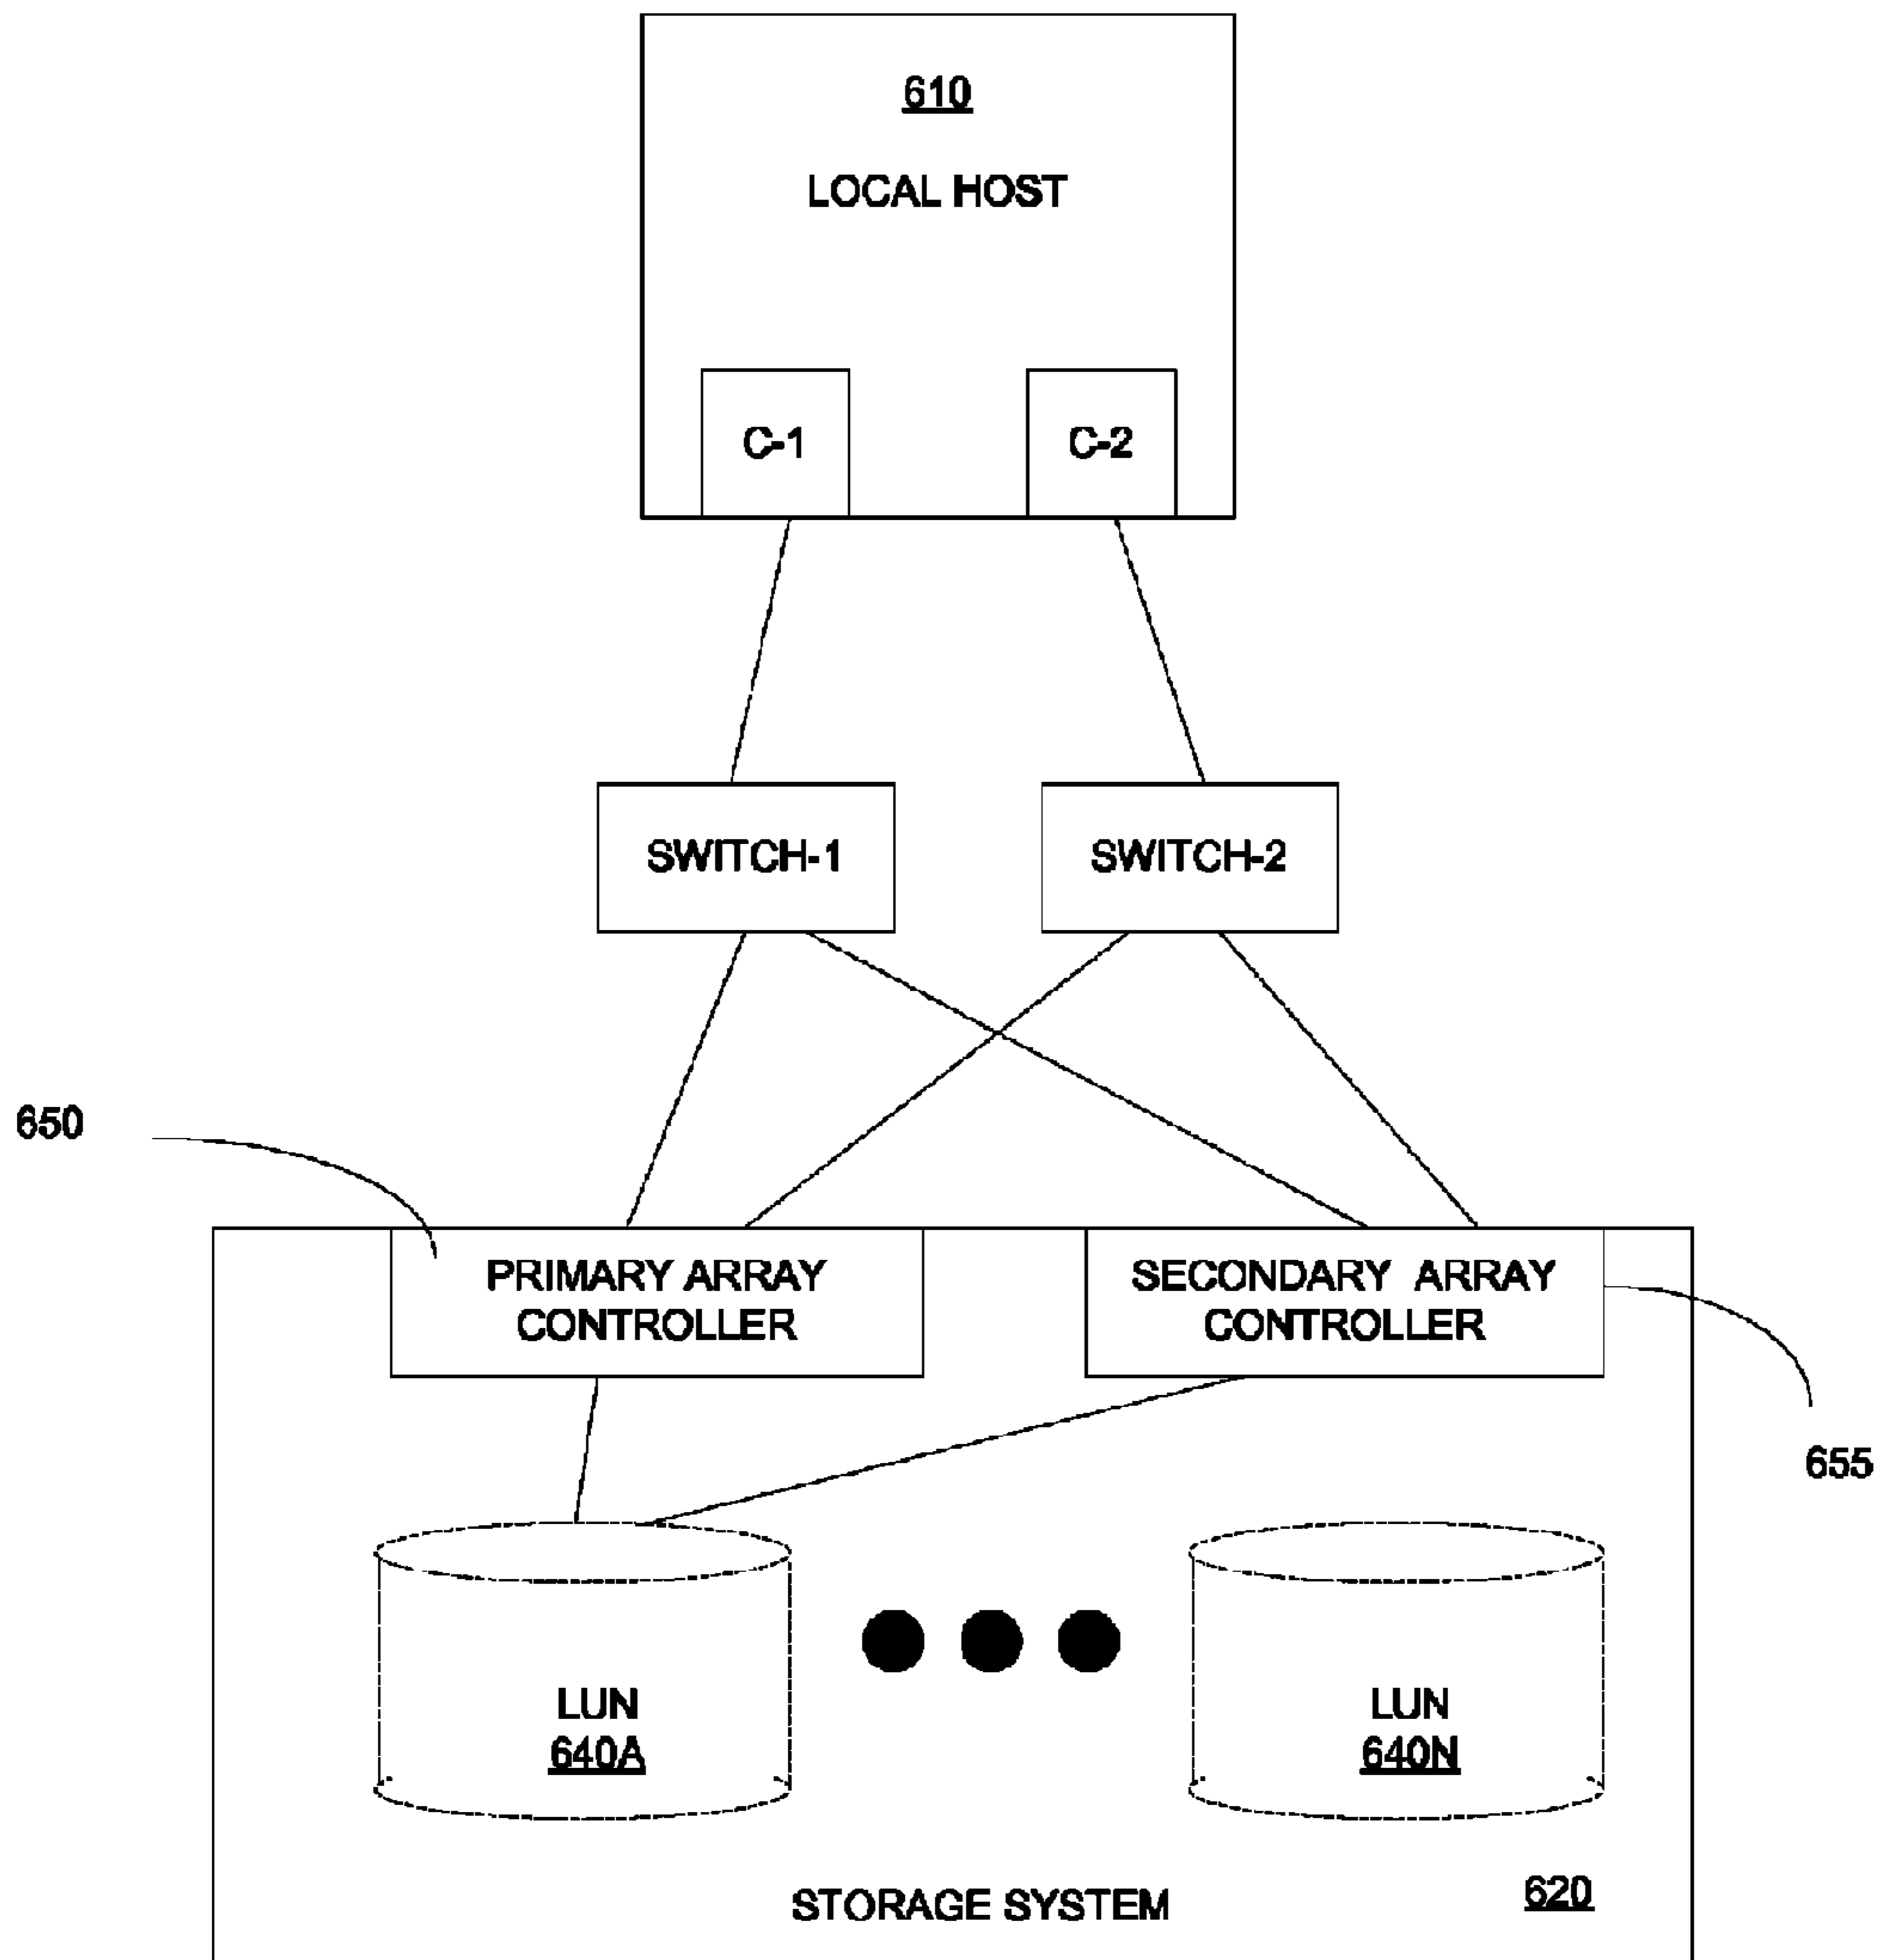 610
LOCAL HOST
C-1
C-2
SWITCH-1
SWITCH-2
650
PRIMARY ARRAY
CONTROLLER
SECONDARY ARRAY
CONTROLLER
655
LUN
640A
LUN
640N
STORAGE SYSTEM
620